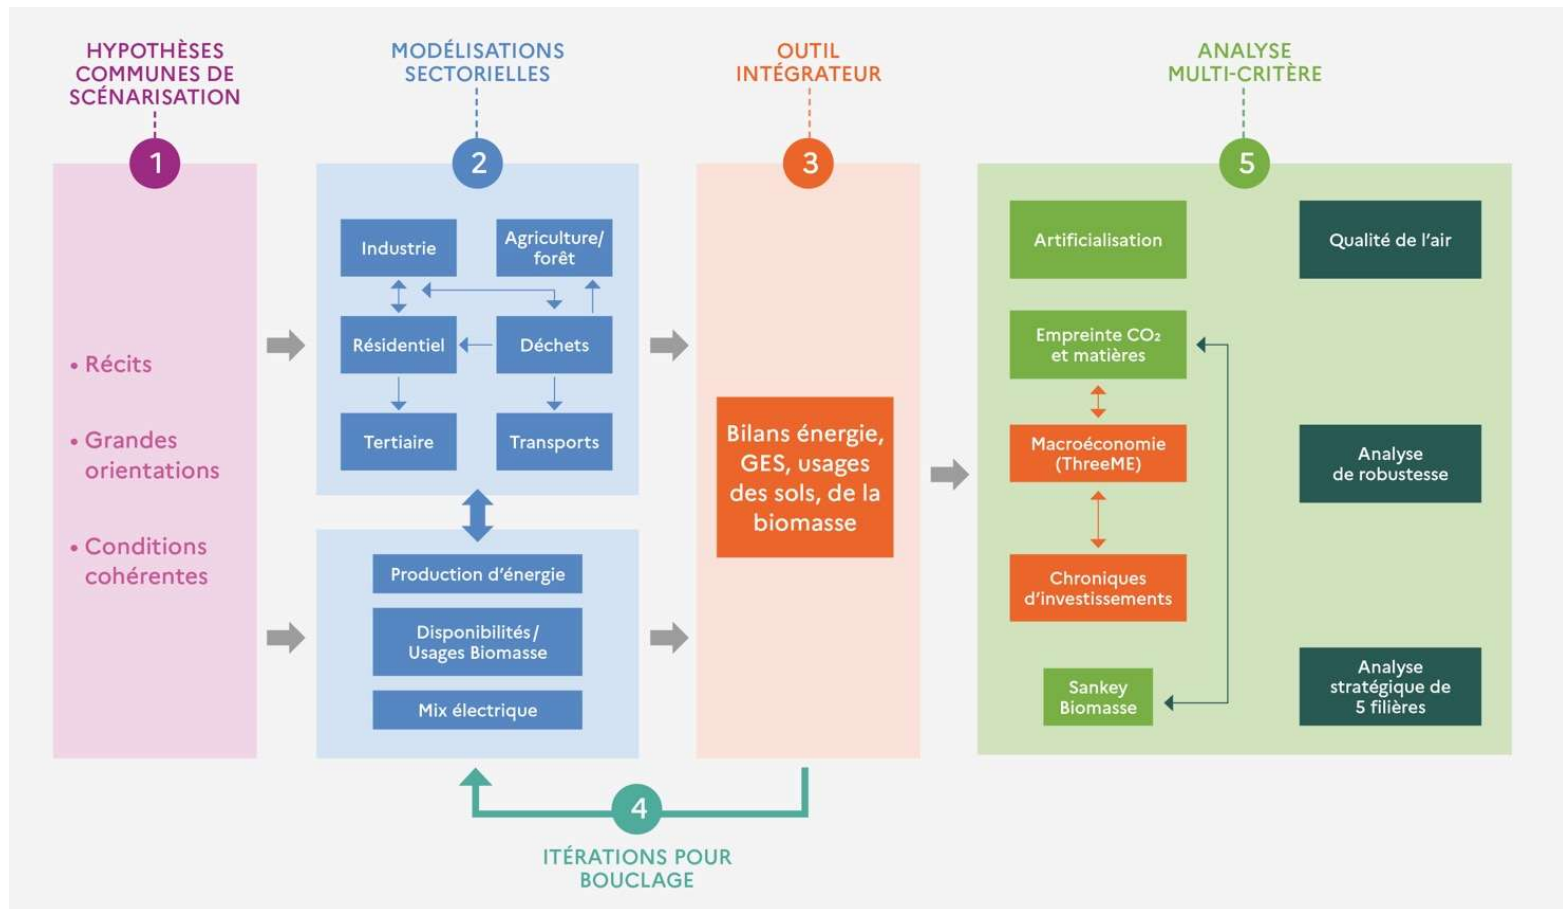 HYPOTHÈSES
COMMUNES DE
SCÉNARISATION
1
• Récits
• Grandes
orientations
• Conditions
cohérentes
MODÉLISATIONS
SECTORIELLES
2
Industrie
Agriculture/
forêt
Résidentiel
Déchets
Tertiaire
Transports
Production d’énergie
Disponibilités/
Usages Biomasse
Mix électrique
OUTIL
INTÉGRATEUR
3
Bilans énergie,
GES, usages
des sols, de la
biomasse
4
ITÉRATIONS POUR
BOUCLAGE
ANALYSE
MULTI-CRITÈRE
5
Artificialisation
Qualité de l’air
Empreinte CO₂
et matières
Macroéconomie
(ThreeME)
Analyse
de robustesse
Chroniques
d’investissements
Sankey
Biomasse
Analyse
stratégique de
5 filières